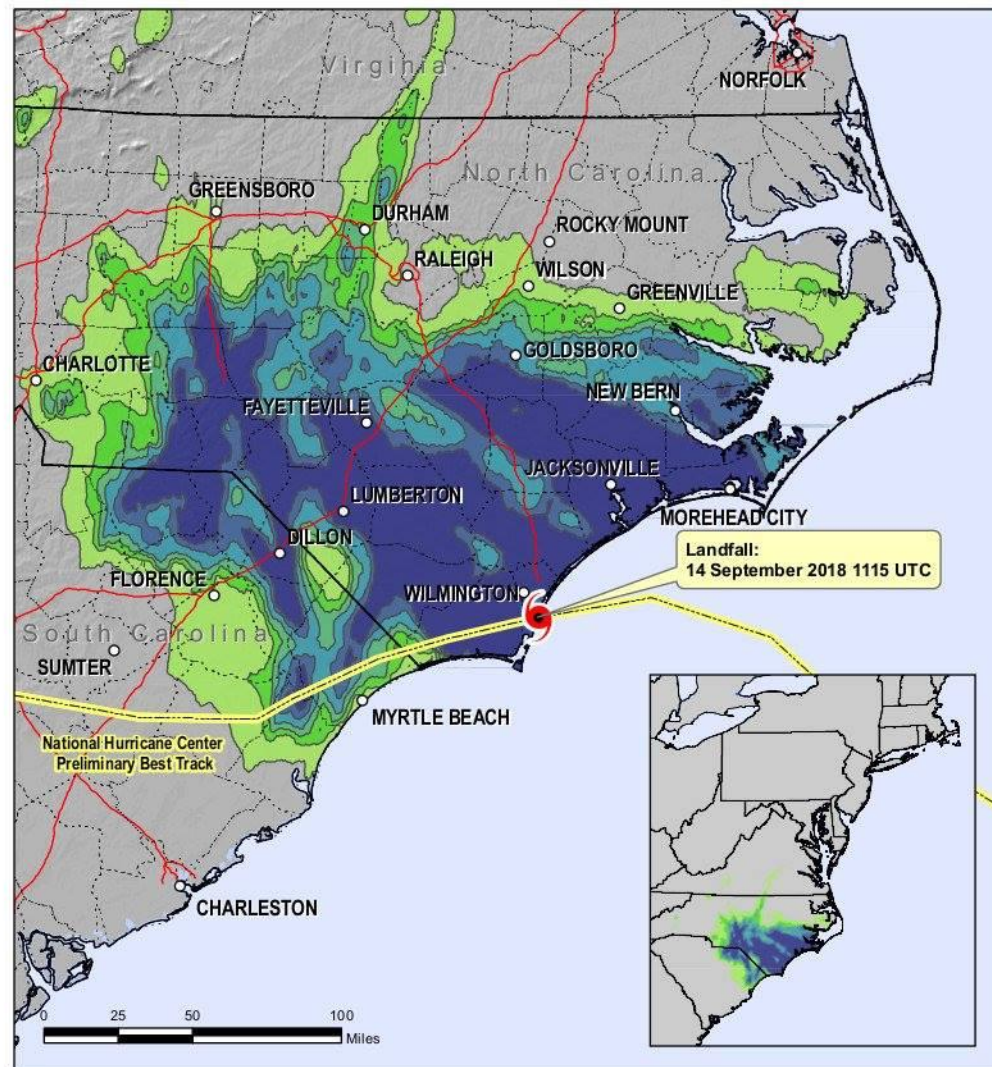 Virginia
NORFOLK
North Carolina
GREENSBORO
DURHAM
ROCKY MOUNT
RALEIGH
WILSON
GREENVILLE
CHARLOTTE
GOLDSBORO
NEW BERN
FAYETTEVILLE
JACKSONVILLE
LUMBERTON
MOREHEAD CITY
DILLON
Landfall:
14 September 2018 1115 UTC
FLORENCE
WILMINGTON
South Carolina
SUMTER
MYRTLE BEACH
National Hurricane Center
Preliminary Best Track
CHARLESTON
0 25 50 100
Miles